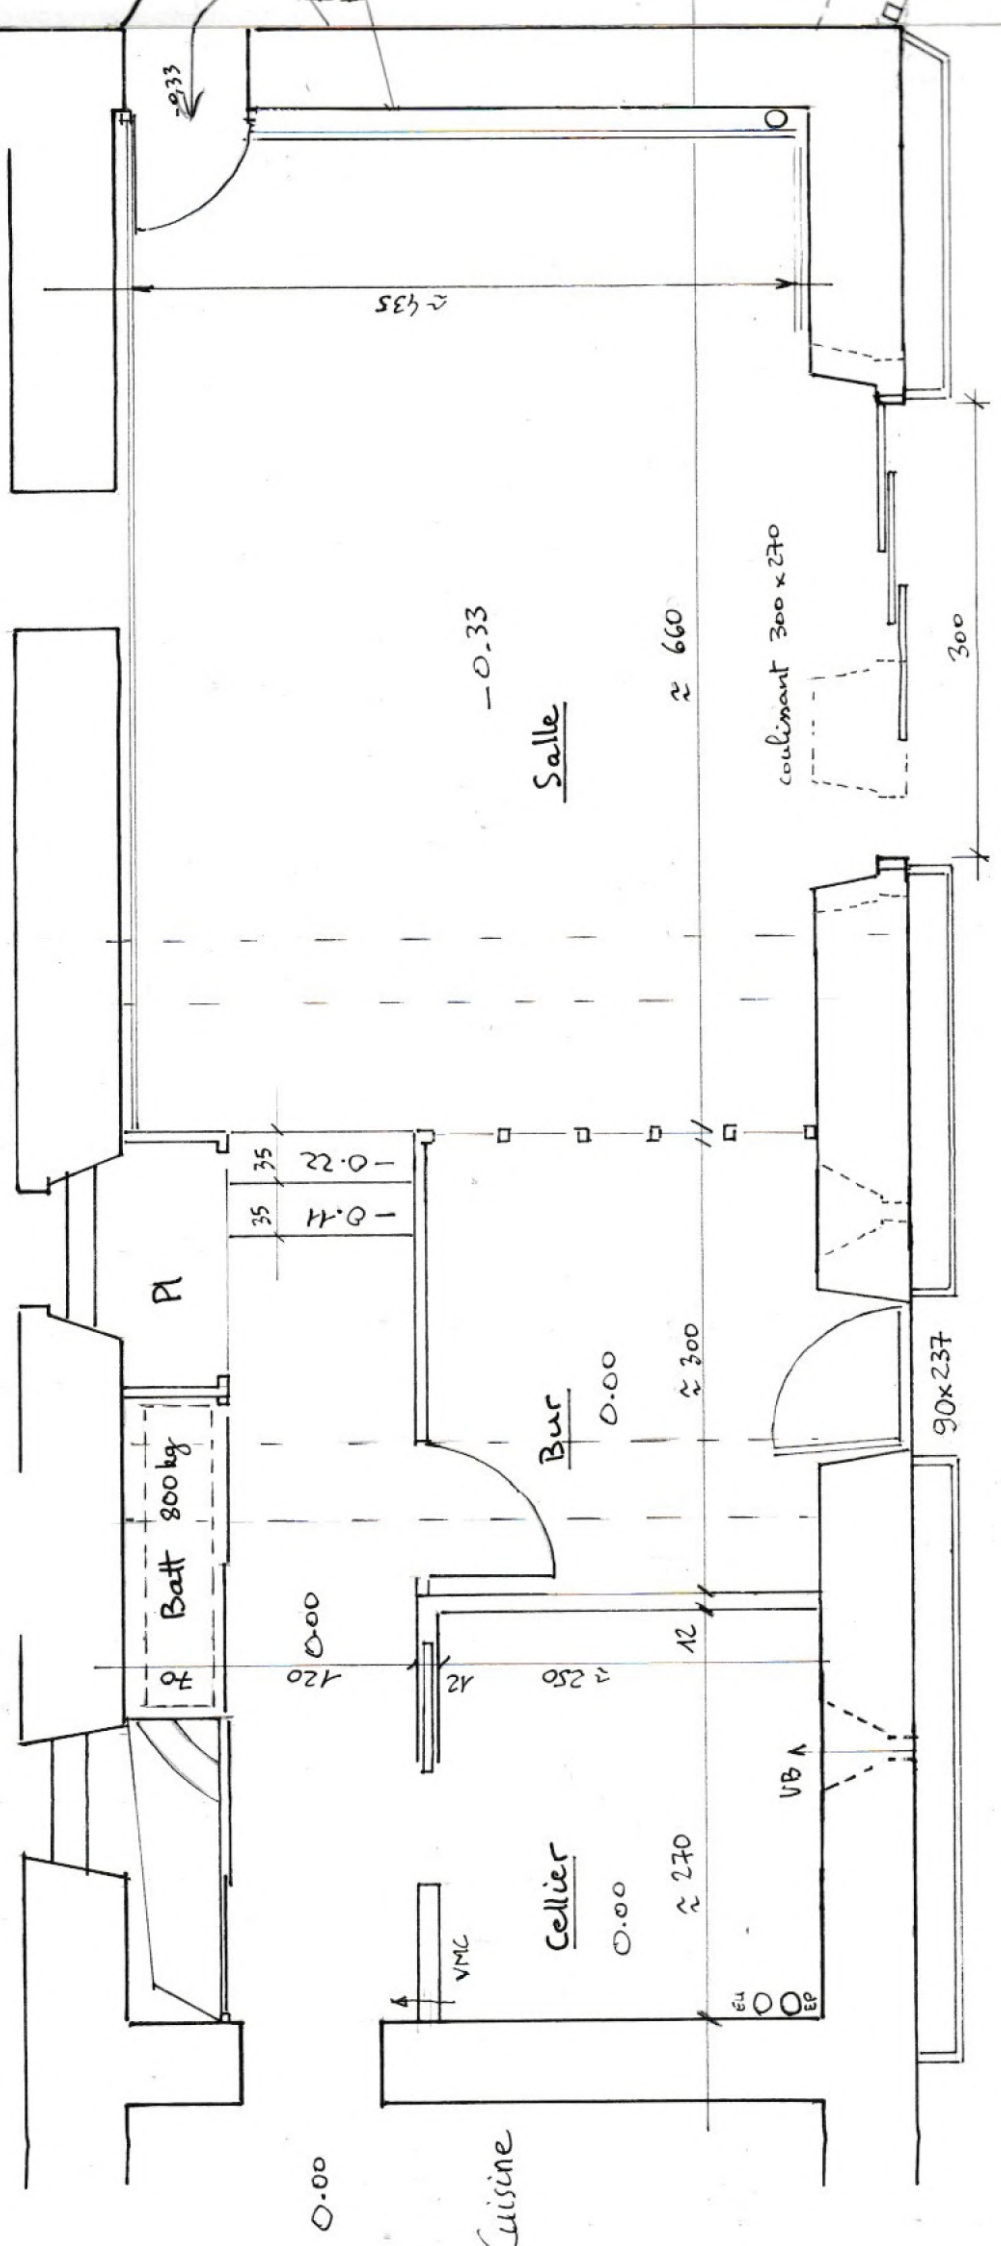 -0,33
≈435
-0.33
Salle
≈ 660
coulissant 300 x 270
300
35
-0.22
35
-0.11
Pl
Bur
0.00
≈ 300
90x237
Batt 800kg
70
0.00
120
12
≈ 250
12
VB
Cellier
0.00
≈ 270
VMC
EU
EP
0.00
Cuisine